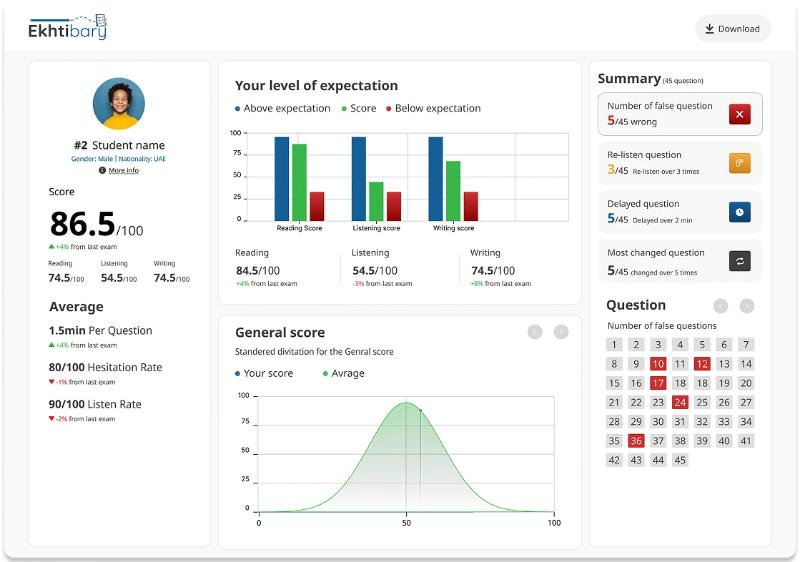 Ekhtibary
Download
#2 Student name
Gender: Male | Nationality: UAE
More info
Score
86.5/100
+4% from last exam
Reading Listening Writing
74.5/100 54.5/100 74.5/100
Average
1.5min Per Question
+4% from last exam
80/100 Hesitation Rate
-1% from last exam
90/100 Listen Rate
-2% from last exam
Your level of expectation
Above expectation Score Below expectation
100
75
50
25
0
Reading Score Listening score Writing score
Reading Listening Writing
84.5/100 54.5/100 74.5/100
+4% from last exam -3% from last exam +8% from last exam
General score
Standered divitation for the Genral score
Your score Avrage
100
75
50
25
0
0 50 100
Summary (45 question)
Number of false question
5/45 wrong
Re-listen question
3/45 Re-listen over 3 times
Delayed question
5/45 Delayed over 2 min
Most changed question
5/45 changed over 5 times
Question
Number of false questions
1 2 3 4 5 6 7
8 9 10 11 12 13 14
15 16 17 18 18 19 20
21 22 23 24 25 26 27
28 29 30 31 32 33 34
35 36 37 38 39 40 41
42 43 44 45